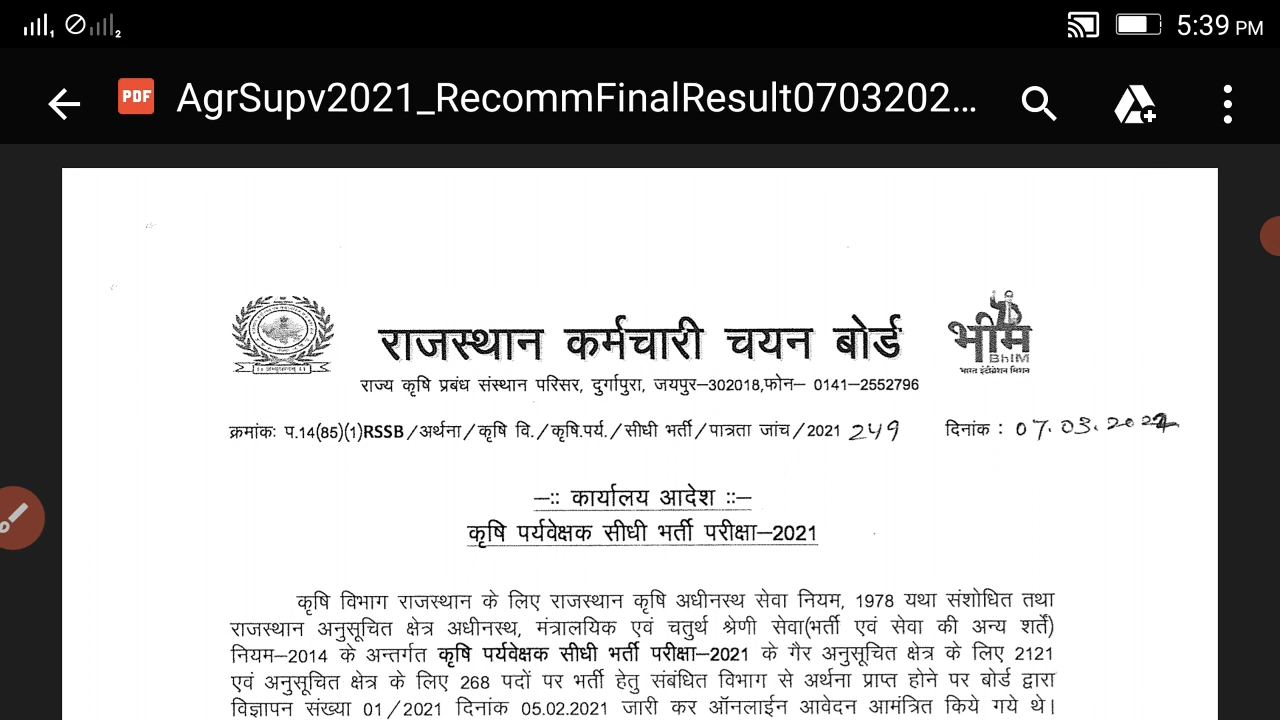 5:39 PM
PDF AgrSupv2021_RecommFinalResult0703202...
राजस्थान कर्मचारी चयन बोर्ड
भीम
BHIM
राज्य कृषि प्रबंध संस्थान परिसर, दुर्गापुरा, जयपुर–302018,फोन– 0141–2552796
क्रमांकः प.14(85)(1)RSSB/अर्थना/कृषि वि./कृषि.पर्य./सीधी भर्ती/पात्रता जांच/2021 249 दिनांक : 07.03.2022
–:: कार्यालय आदेश ::–
कृषि पर्यवेक्षक सीधी भर्ती परीक्षा–2021
कृषि विभाग राजस्थान के लिए राजस्थान कृषि अधीनस्थ सेवा नियम, 1978 यथा संशोधित तथा
राजस्थान अनुसूचित क्षेत्र अधीनस्थ, मंत्रालयिक एवं चतुर्थ श्रेणी सेवा(भर्ती एवं सेवा की अन्य शर्ते)
नियम–2014 के अन्तर्गत कृषि पर्यवेक्षक सीधी भर्ती परीक्षा–2021 के गैर अनुसूचित क्षेत्र के लिए 2121
एवं अनुसूचित क्षेत्र के लिए 268 पदों पर भर्ती हेतु संबंधित विभाग से अर्थना प्राप्त होने पर बोर्ड द्वारा
विज्ञापन संख्या 01/2021 दिनांक 05.02.2021 जारी कर ऑनलाईन आवेदन आमंत्रित किये गये थे।